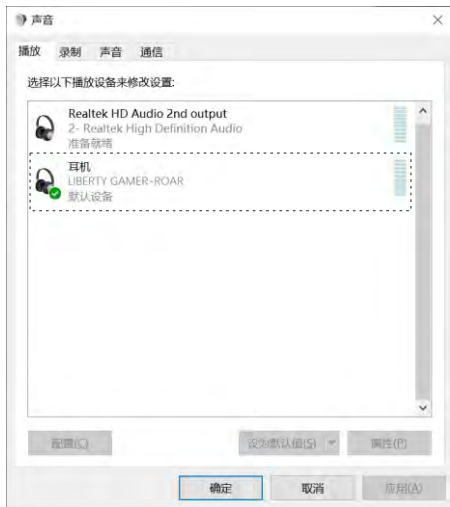 声音
播放 录制 声音 通信
选择以下播放设备来修改设置:
Realtek HD Audio 2nd output
2- Realtek High Definition Audio
准备就绪
耳机
LIBERTY GAMER-ROAR
默认设备
配置(C) 设为默认值(S) 属性(P)
确定 取消 应用(A)